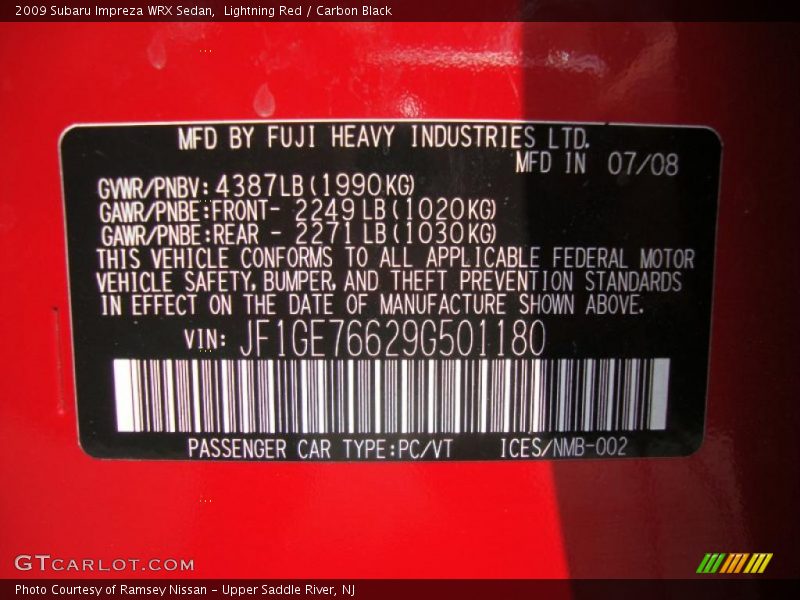 2009 Subaru Impreza WRX Sedan,  Lightning Red / Carbon Black
MFD BY FUJI HEAVY INDUSTRIES LTD.
MFD IN 07/08
GVWR/PNBV: 4387LB(1990KG)
GAWR/PNBE:FRONT- 2249LB(1020KG)
GAWR/PNBE:REAR - 2271LB(1030KG)
THIS VEHICLE CONFORMS TO ALL APPLICABLE FEDERAL MOTOR
VEHICLE SAFETY, BUMPER, AND THEFT PREVENTION STANDARDS
IN EFFECT ON THE DATE OF MANUFACTURE SHOWN ABOVE.
VIN: JF1GE76629G501180
PASSENGER CAR TYPE:PC/VT ICES/NMB-002
GTCARLOT.COM
Photo Courtesy of Ramsey Nissan - Upper Saddle River, NJ